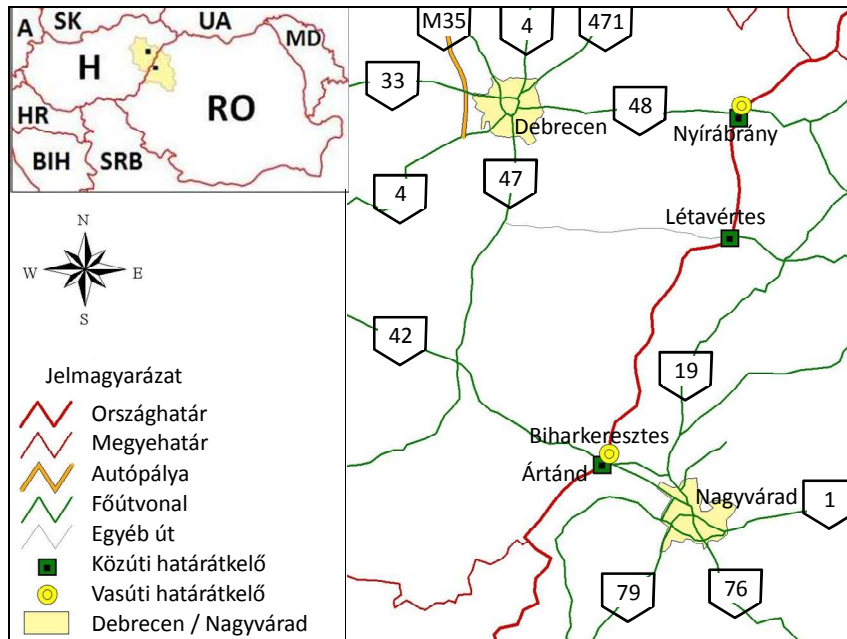 A
SK
UA
MD
H
RO
HR
BIH
SRB
N
W
E
S
Jelmagyarázat
Országhatár
Megyehatár
Autópálya
Főútvonal
Egyéb út
Közúti határátkelő
Vasúti határátkelő
Debrecen / Nagyvárad
M35
4
471
33
48
Debrecen
Nyírábrány
4
47
Létavértes
42
19
Biharkeresztes
Ártánd
Nagyvárad
1
79
76